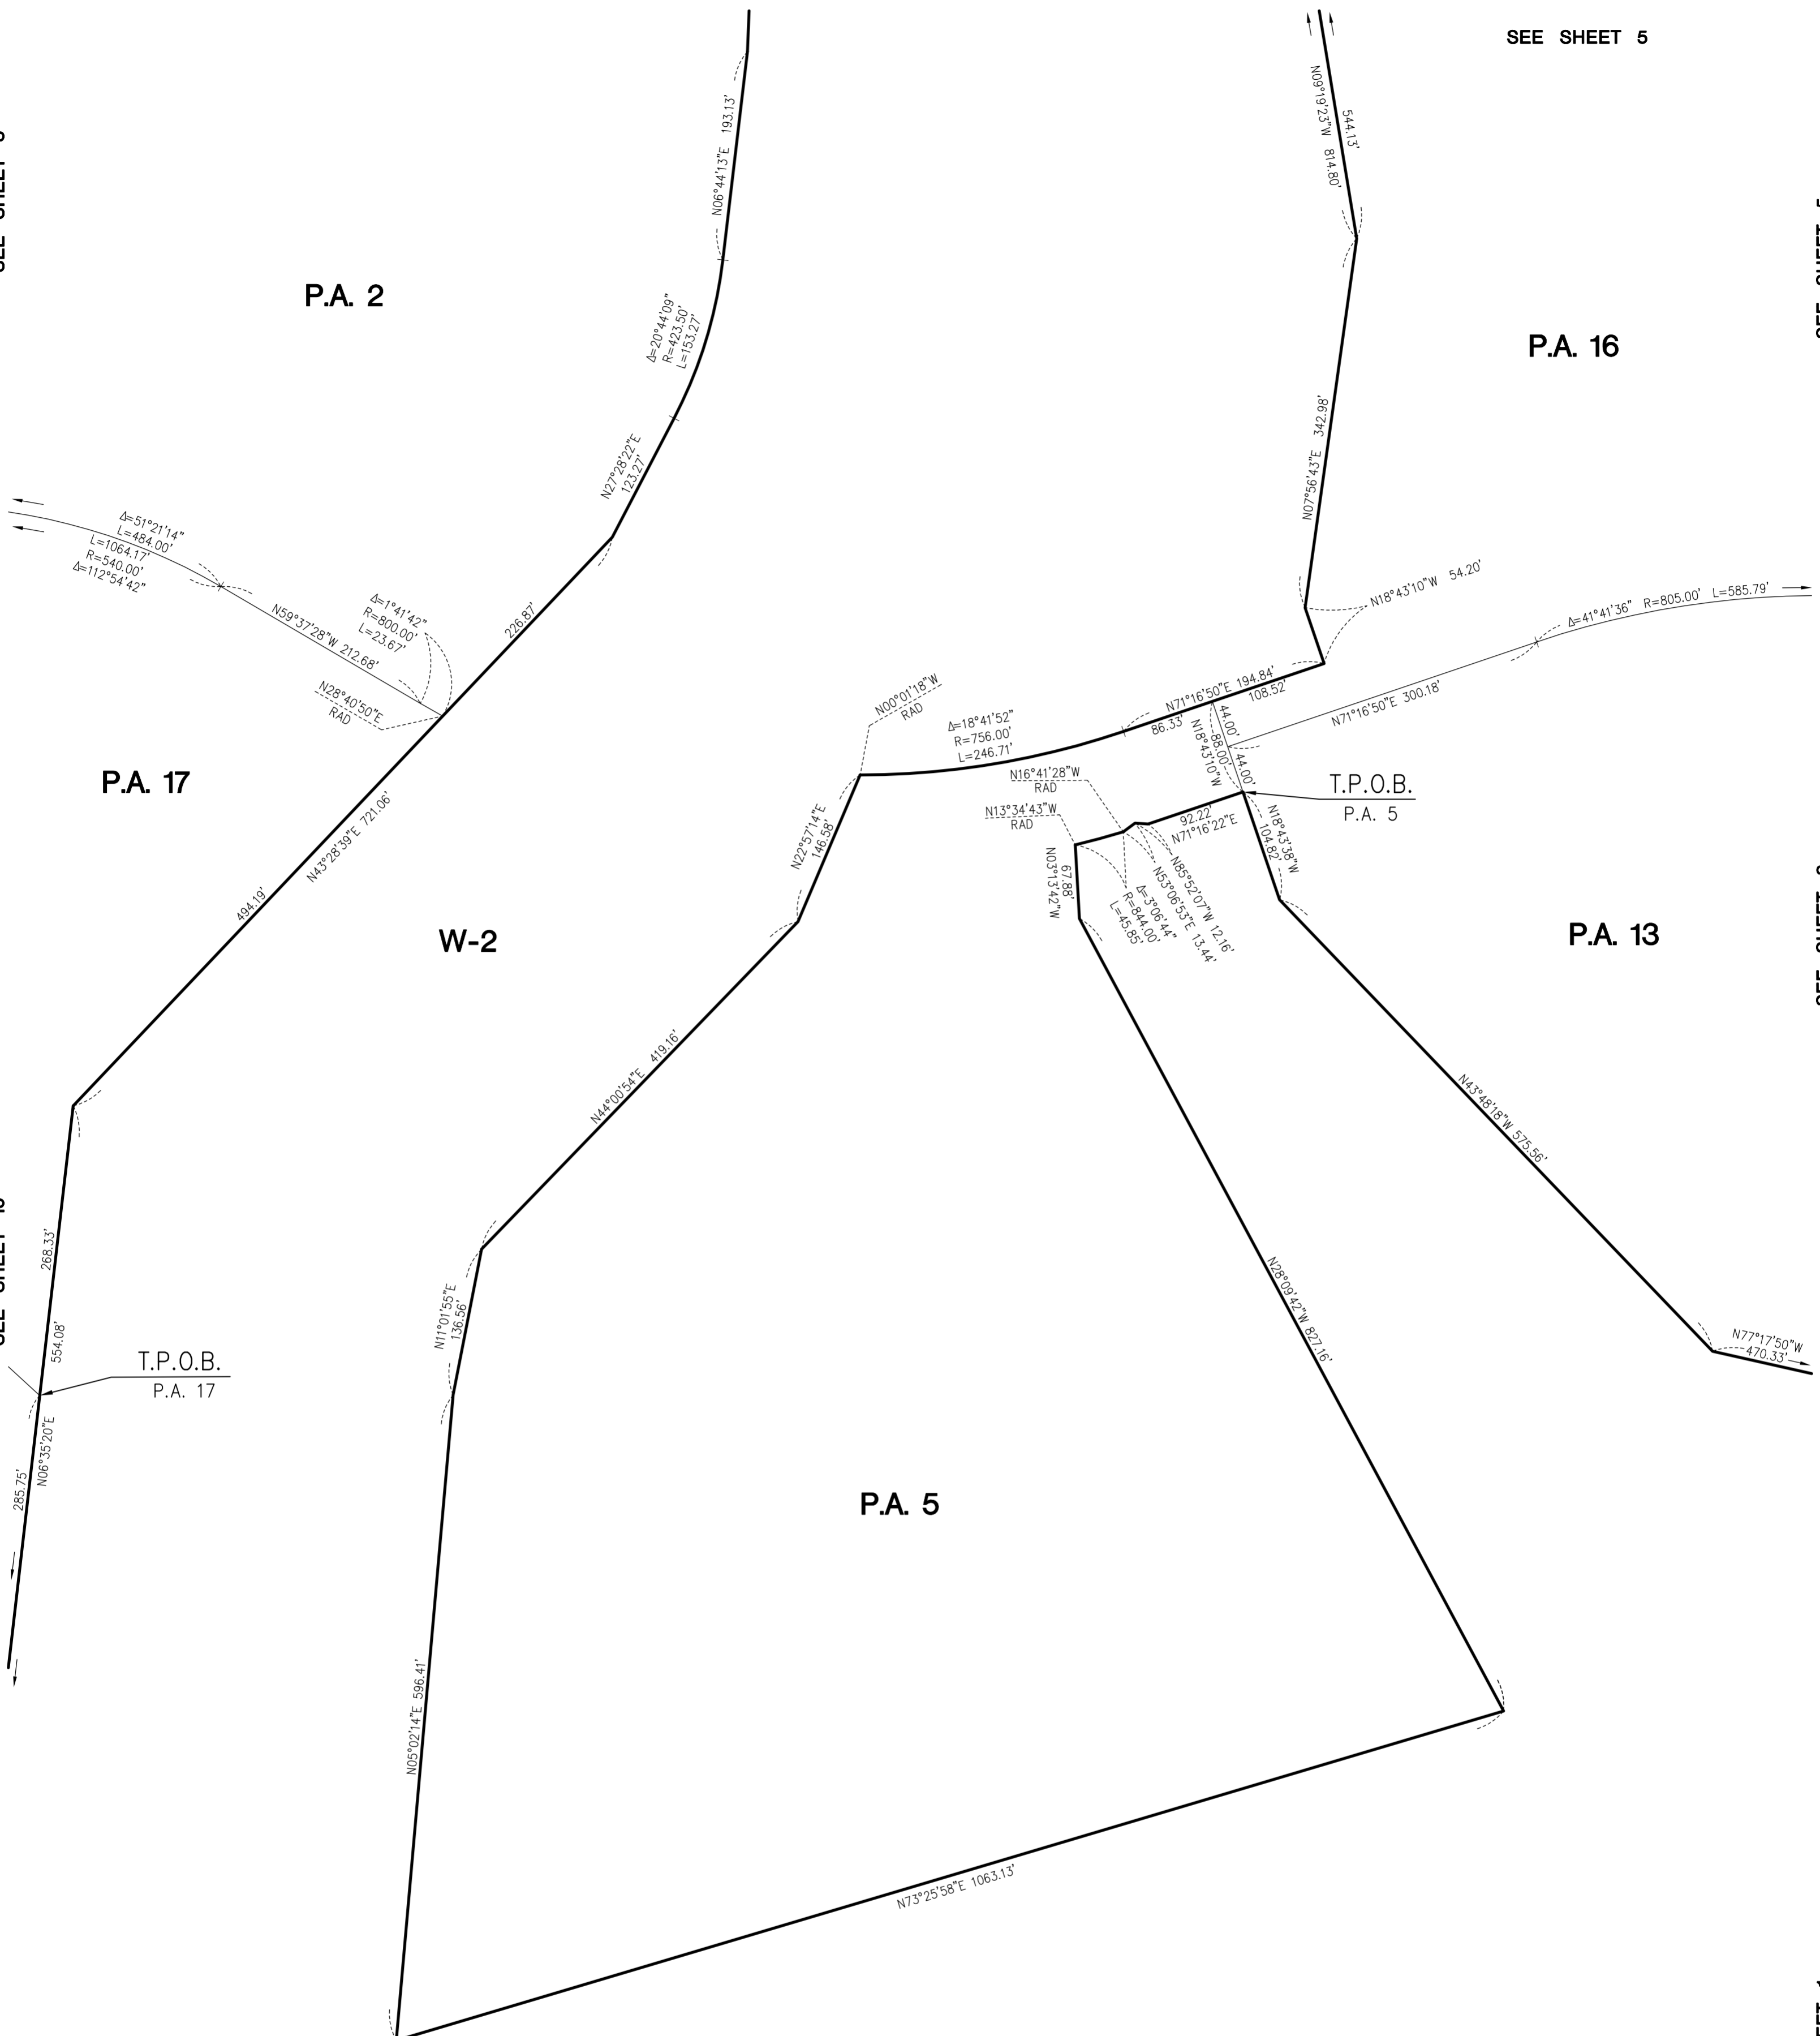 SEE SHEET 5
N09°19'23"W 814.80'
544.13'
N06°44'13"E 193.13'
P.A. 2
P.A. 16
Δ=20°44'09"
R=423.50'
L=153.27'
N27°28'22"E
123.27'
N07°56'43"E 342.98'
Δ=51°21'14"
L=484.00'
L=1064.17'
R=540.00'
Δ=112°54'42"
N59°37'28"W 212.68'
Δ=1°41'42"
R=800.00'
L=23.67'
226.87'
N28°40'50"E
RAD
N18°43'10"W 54.20'
Δ=41°41'36" R=805.00' L=585.79'
N00°01'18"W
RAD
N71°16'50"E 194.84'
86.33'
108.52'
N71°16'50"E 300.18'
Δ=18°41'52"
R=756.00'
L=246.71'
44.00'
88.00'
N18°43'10"W
44.00'
P.A. 17
T.P.O.B.
P.A. 5
N16°41'28"W
RAD
N13°34'43"W
RAD
92.22'
N71°16'22"E
N18°43'38"W
104.82'
N22°57'14"E
146.58'
67.88'
N03°13'42"W
N85°52'07"W 12.16'
N53°06'53"E 13.44'
Δ=3°06'44"
R=844.00'
L=45.85'
N43°28'39"E 721.06'
494.19'
W-2
P.A. 13
N44°00'54"E 419.16'
N43°48'18"W 575.56'
268.33'
554.08'
N11°01'55"E
136.56'
N28°09'42"W 827.16'
N77°17'50"W
470.33'
T.P.O.B.
P.A. 17
N06°35'20"E
285.75'
P.A. 5
N05°02'14"E 596.41'
N73°25'58"E 1063.13'